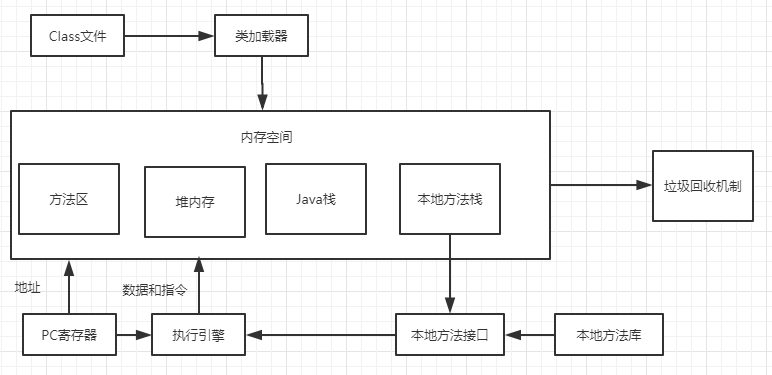 Class文件
类加载器
内存空间
方法区
堆内存
Java栈
本地方法栈
垃圾回收机制
地址
数据和指令
PC寄存器
执行引擎
本地方法接口
本地方法库